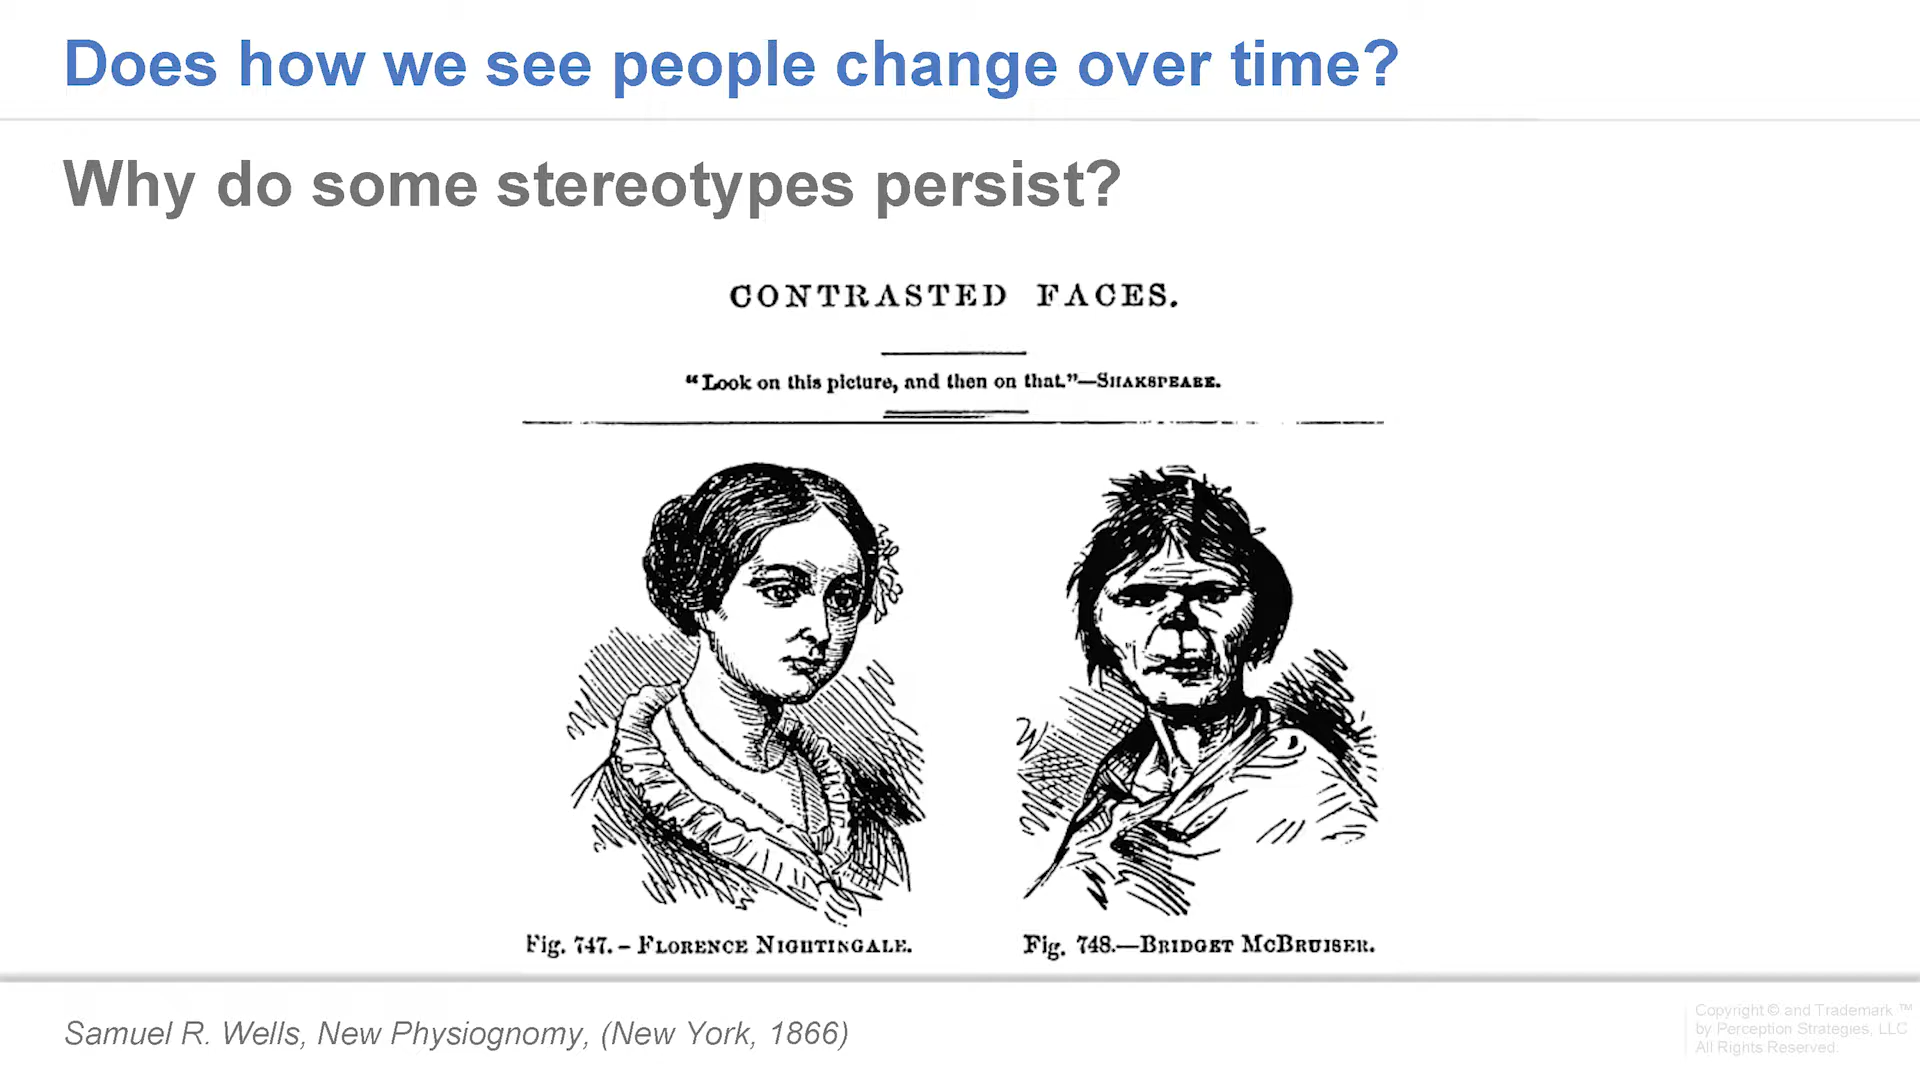 Does how we see people change over time?
Why do some stereotypes persist?
CONTRASTED FACES.
“Look on this picture, and then on that.”—SHAKSPEARE.
Fig. 747. – FLORENCE NIGHTINGALE.
Fig. 748.—BRIDGET MCBRUISER.
Samuel R. Wells, New Physiognomy, (New York, 1866)
Copyright © and Trademark ™
by Perception Strategies, LLC
All Rights Reserved.